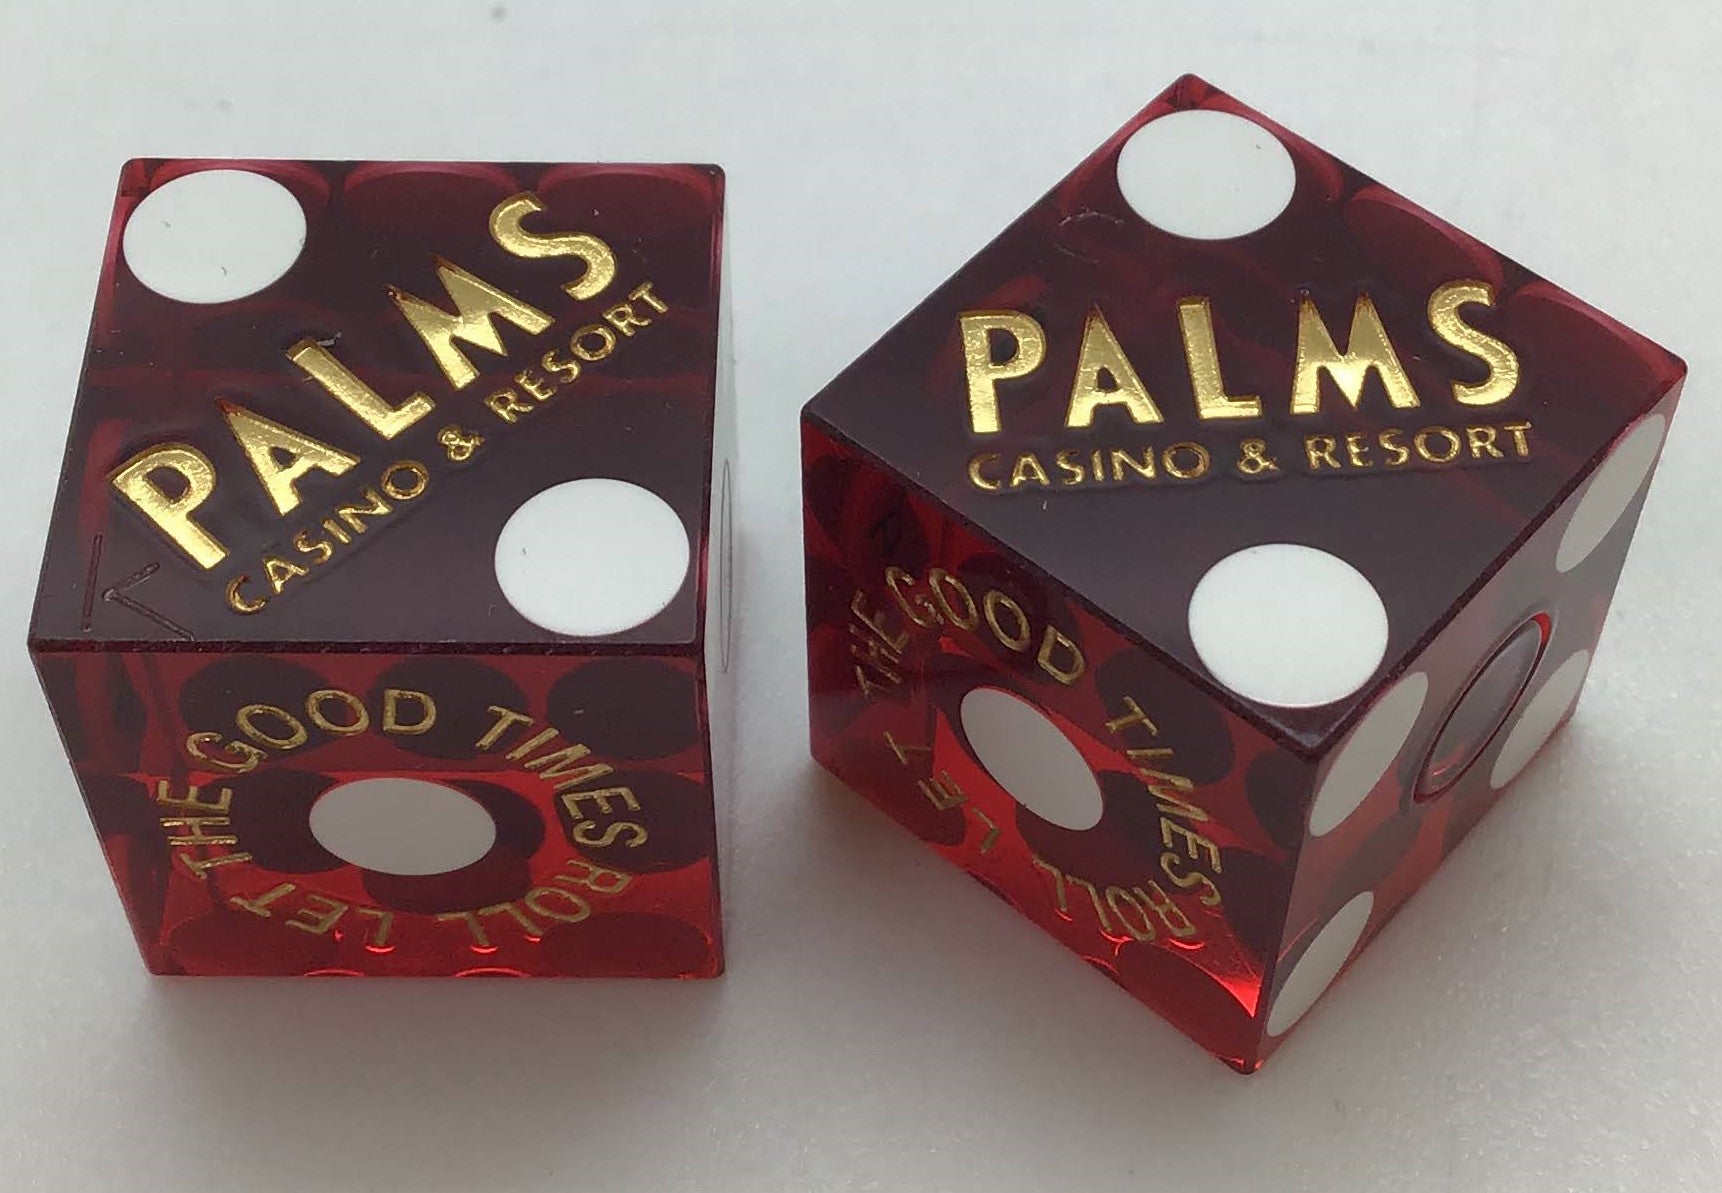 PALMS
CASINO & RESORT
LET THE GOOD TIMES ROLL
PALMS
CASINO & RESORT
LET THE GOOD TIMES ROLL